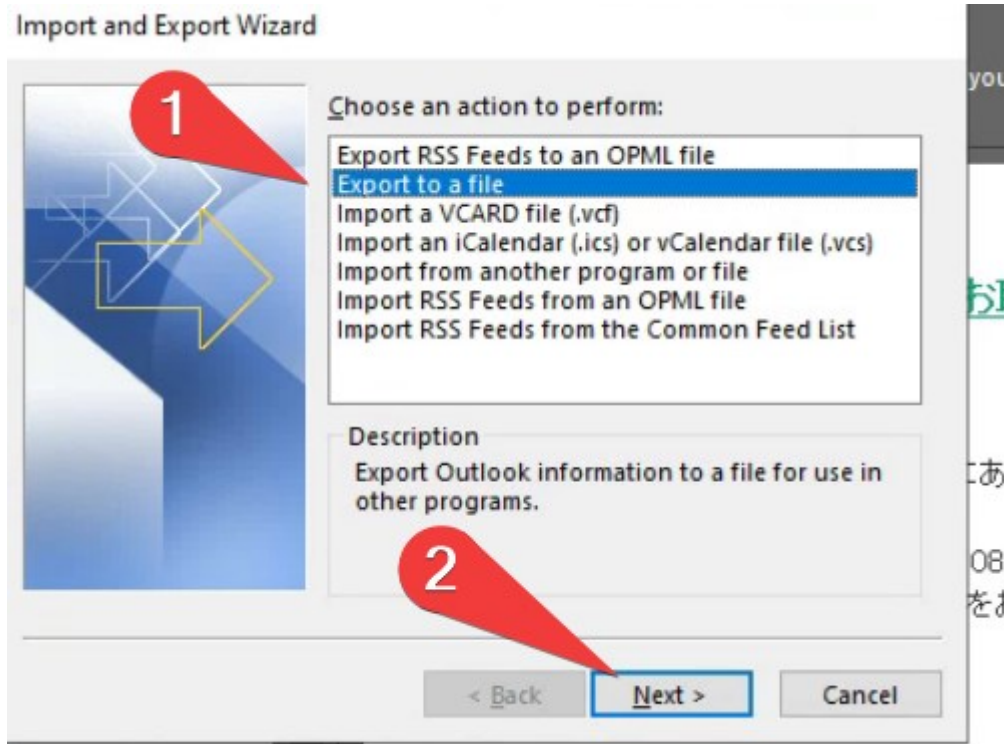 Import and Export Wizard
you
1
Choose an action to perform:
Export RSS Feeds to an OPML file
Export to a file
Import a VCARD file (.vcf)
Import an iCalendar (.ics) or vCalendar file (.vcs)
Import from another program or file
Import RSS Feeds from an OPML file
Import RSS Feeds from the Common Feed List
Description
Export Outlook information to a file for use in
other programs.
2
08
< Back
Next >
Cancel